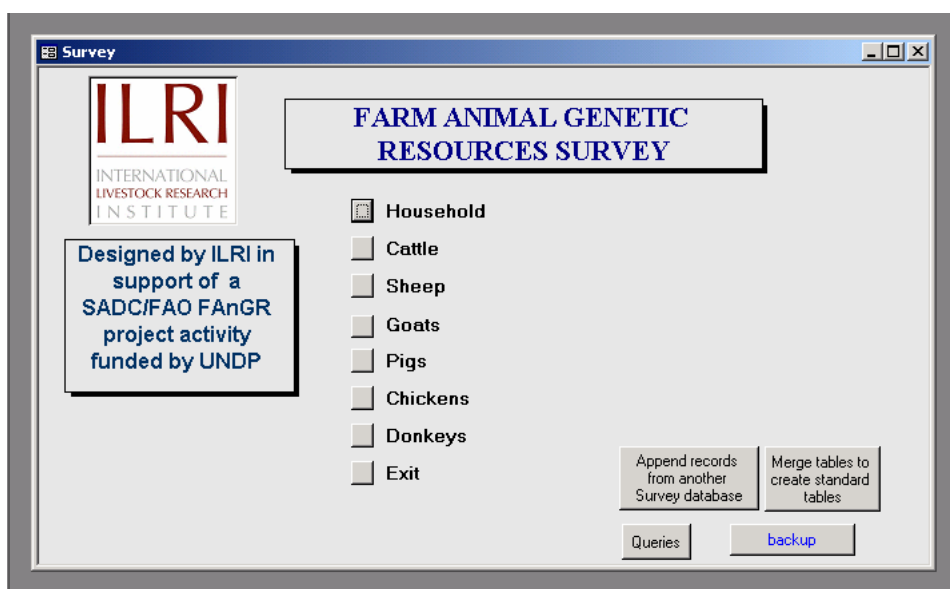 Survey
ILRI
INTERNATIONAL
LIVESTOCK RESEARCH
INSTITUTE
FARM ANIMAL GENETIC
RESOURCES SURVEY
Designed by ILRI in
support of a
SADC/FAO FAnGR
project activity
funded by UNDP
Household
Cattle
Sheep
Goats
Pigs
Chickens
Donkeys
Exit
Append records
from another
Survey database
Merge tables to
create standard
tables
Queries
backup